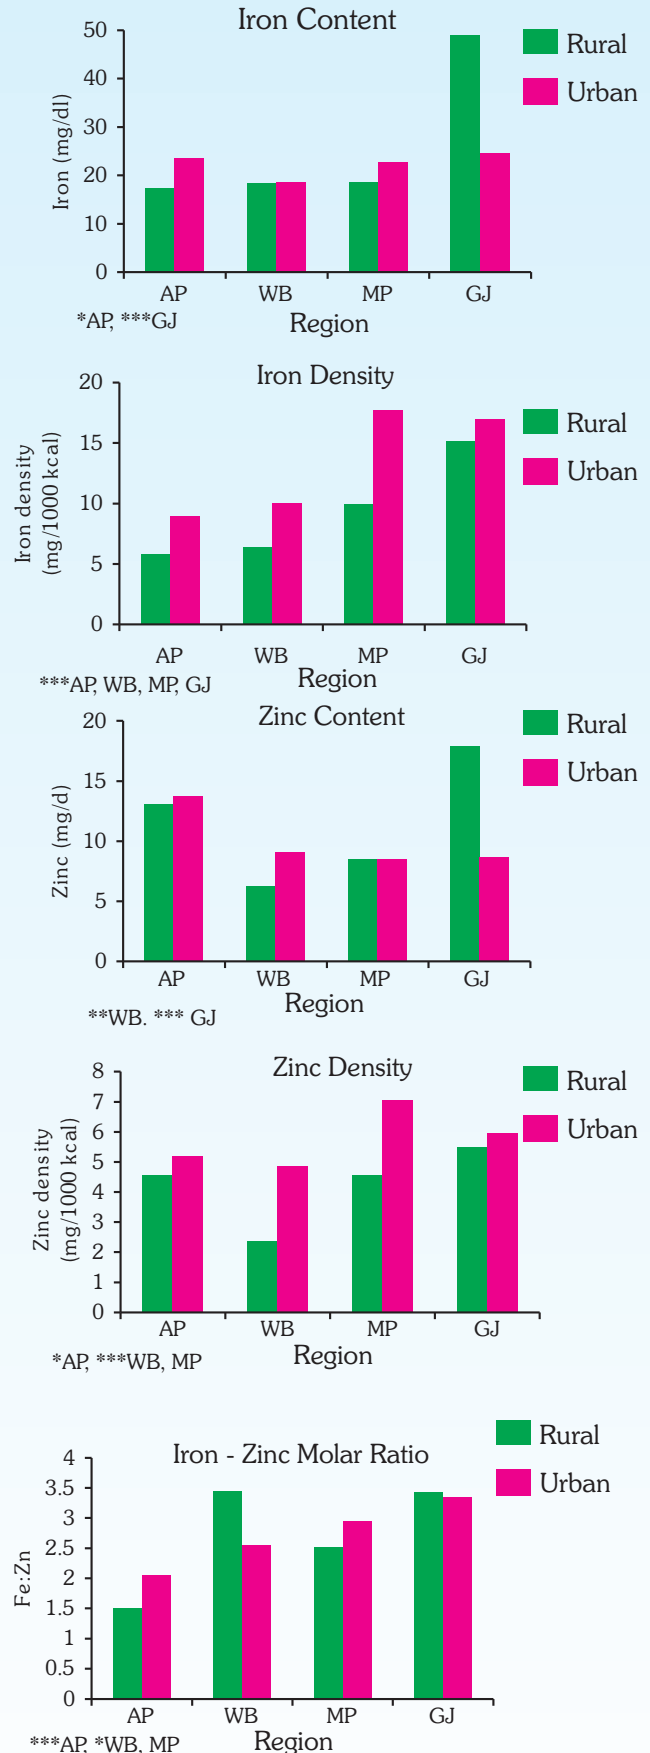 Iron Content
50
40
30
20
10
0
Iron (mg/dl)
Rural
Urban
AP WB MP GJ
*AP, ***GJ
Region
Iron Density
20
15
10
5
0
Iron density
(mg/1000 kcal)
Rural
Urban
AP WB MP GJ
***AP, WB, MP, GJ
Region
Zinc Content
20
15
10
5
0
Zinc (mg/d)
Rural
Urban
AP WB MP GJ
**WB. *** GJ
Region
Zinc Density
8
7
6
5
4
3
2
1
0
Zinc density
(mg/1000 kcal)
Rural
Urban
AP WB MP GJ
*AP, ***WB, MP
Region
Iron - Zinc Molar Ratio
4
3.5
3
2.5
2
1.5
1
0.5
0
Fe:Zn
Rural
Urban
AP WB MP GJ
***AP, *WB, MP
Region